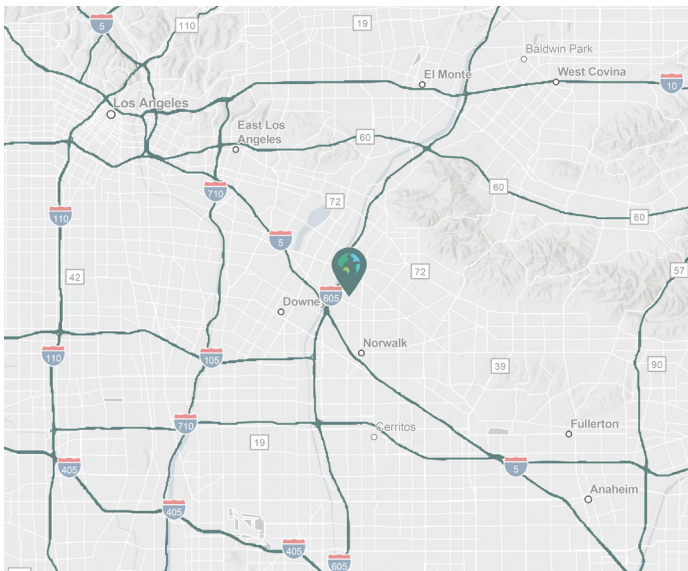 5
110
19
Baldwin Park
El Monte
West Covina
10
Los Angeles
East Los
Angeles
60
710
60
72
110
60
5
42
72
57
605
Downe
Norwalk
110
105
39
90
710
Cerritos
Fullerton
19
405
5
Anaheim
405
405
605